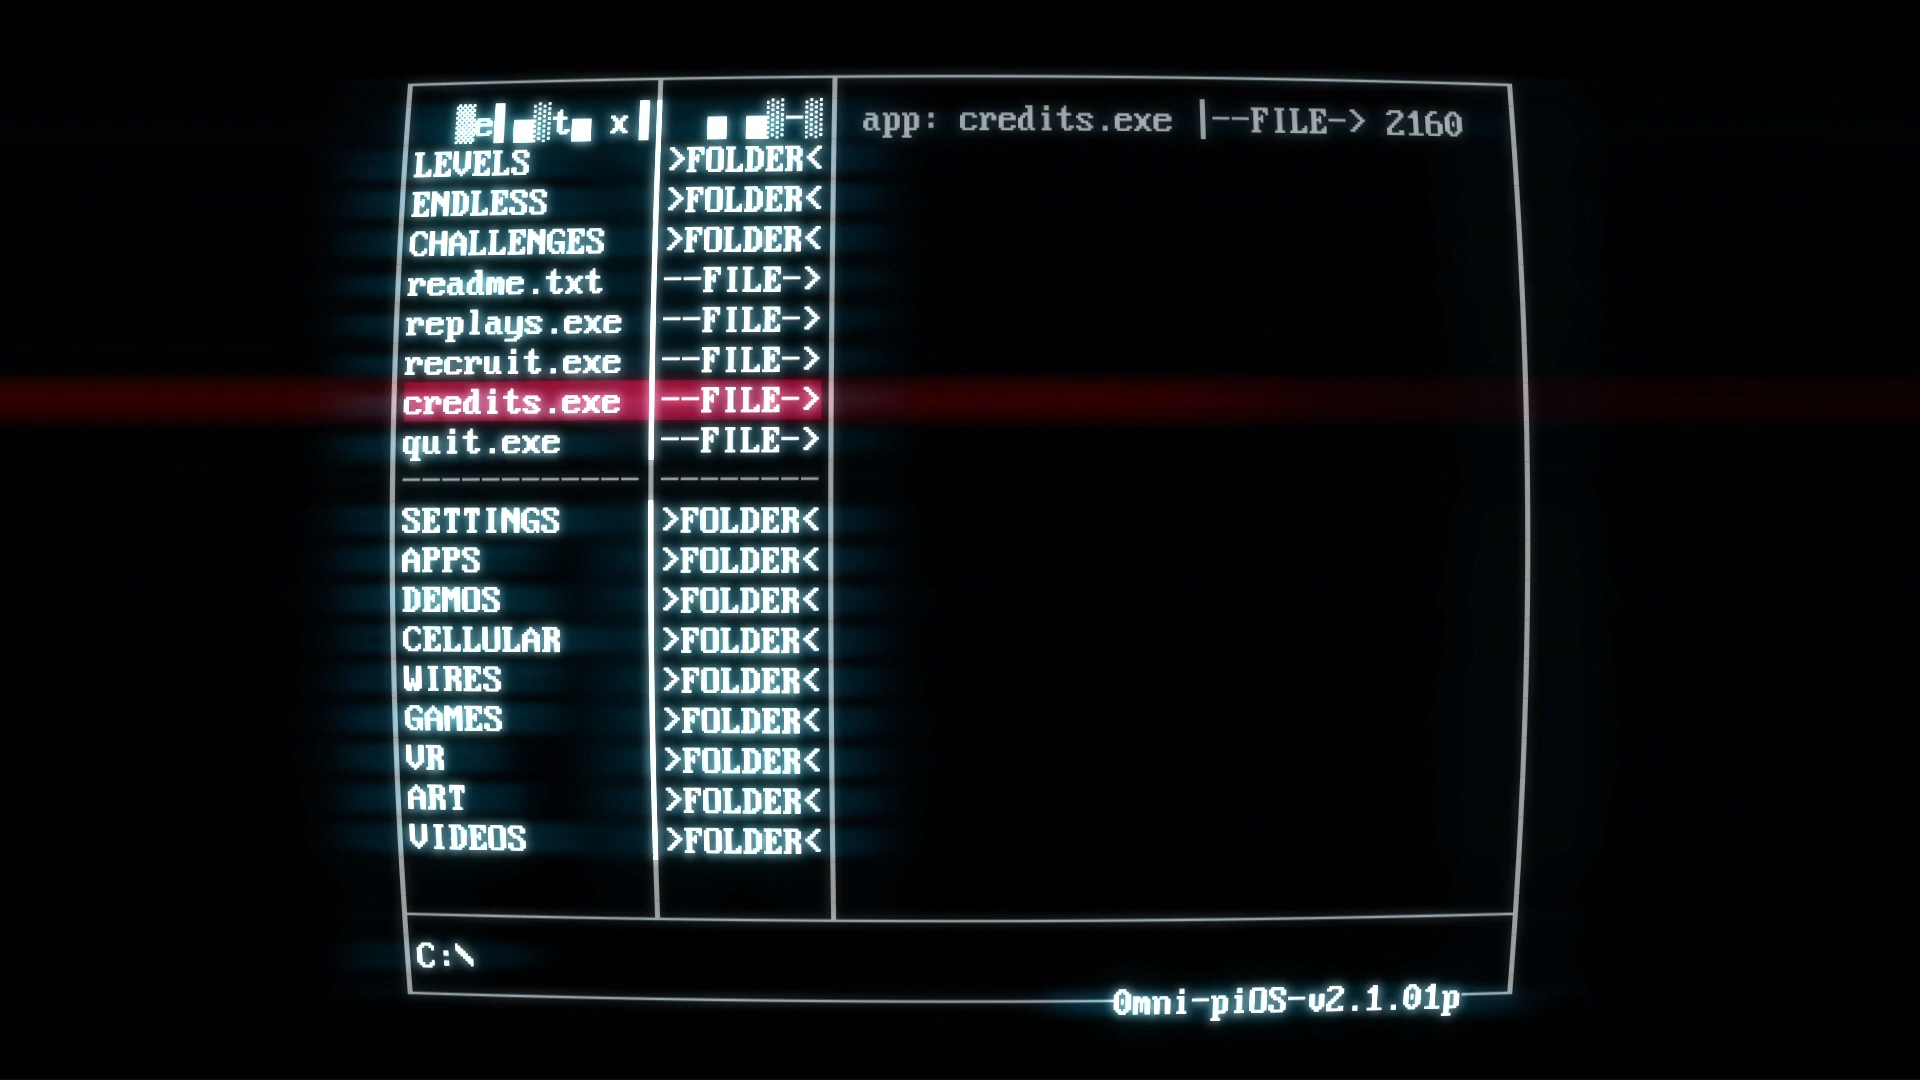 app: credits.exe |--FILE-> 2160
LEVELS >FOLDER<
ENDLESS >FOLDER<
CHALLENGES >FOLDER<
readme.txt --FILE->
replays.exe --FILE->
recruit.exe --FILE->
credits.exe --FILE->
quit.exe --FILE->
SETTINGS >FOLDER<
APPS >FOLDER<
DEMOS >FOLDER<
CELLULAR >FOLDER<
WIRES >FOLDER<
GAMES >FOLDER<
VR >FOLDER<
ART >FOLDER<
VIDEOS >FOLDER<
C:\
0mni-piOS-v2.1.01p